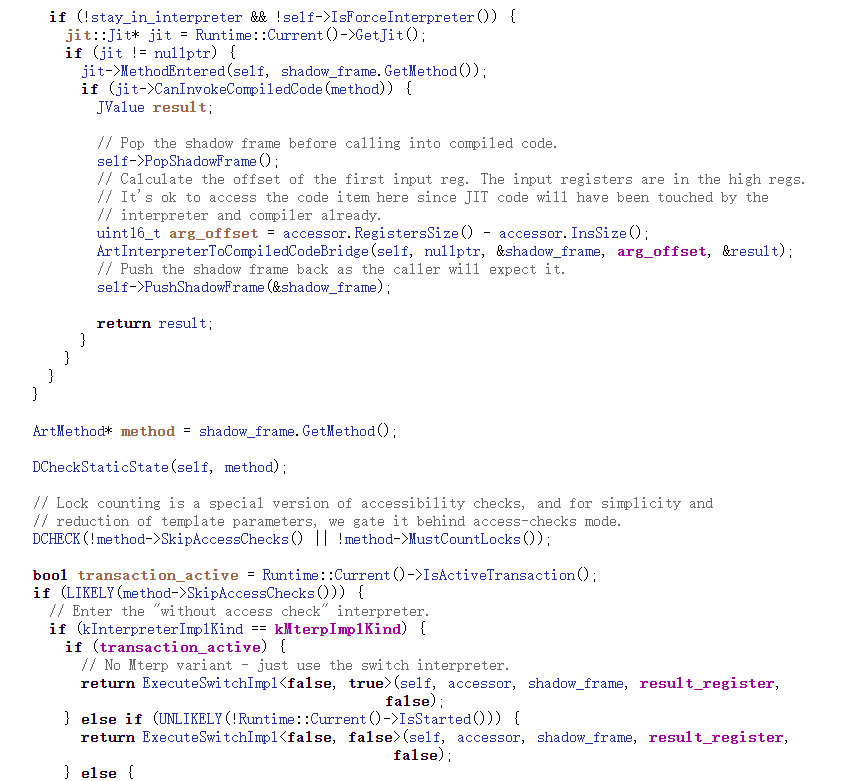 if (!stay_in_interpreter && !self->IsForceInterpreter()) {
jit::Jit* jit = Runtime::Current()->GetJit();
if (jit != nullptr) {
jit->MethodEntered(self, shadow_frame.GetMethod());
if (jit->CanInvokeCompiledCode(method)) {
JValue result;
// Pop the shadow frame before calling into compiled code.
self->PopShadowFrame();
// Calculate the offset of the first input reg. The input registers are in the high regs.
// It's ok to access the code item here since JIT code will have been touched by the
// interpreter and compiler already.
uint16_t arg_offset = accessor.RegistersSize() - accessor.InsSize();
ArtInterpreterToCompiledCodeBridge(self, nullptr, &shadow_frame, arg_offset, &result);
// Push the shadow frame back as the caller will expect it.
self->PushShadowFrame(&shadow_frame);
return result;
}
}
}
}
ArtMethod* method = shadow_frame.GetMethod();
DCheckStaticState(self, method);
// Lock counting is a special version of accessibility checks, and for simplicity and
// reduction of template parameters, we gate it behind access-checks mode.
DCHECK(!method->SkipAccessChecks() || !method->MustCountLocks());
bool transaction_active = Runtime::Current()->IsActiveTransaction();
if (LIKELY(method->SkipAccessChecks())) {
// Enter the "without access check" interpreter.
if (kInterpreterImplKind == kMterpImplKind) {
if (transaction_active) {
// No Mterp variant - just use the switch interpreter.
return ExecuteSwitchImpl<false, true>(self, accessor, shadow_frame, result_register,
false);
} else if (UNLIKELY(!Runtime::Current()->IsStarted())) {
return ExecuteSwitchImpl<false, false>(self, accessor, shadow_frame, result_register,
false);
} else {